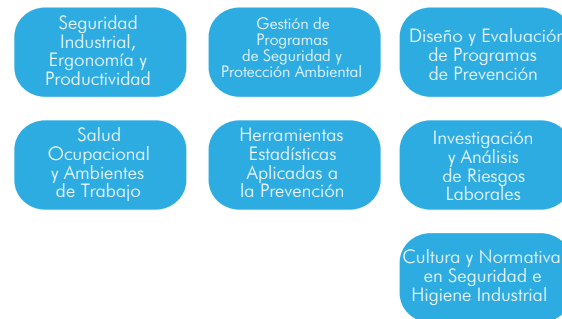 Seguridad
Industrial,
Ergonomía y
Productividad
Gestión de
Programas
de Seguridad y
Protección Ambiental
Diseño y Evaluación
de Programas
de Prevención
Salud
Ocupacional
y Ambientes
de Trabajo
Herramientas
Estadísticas
Aplicadas a
la Prevención
Investigación
y Análisis
de Riesgos
Laborales
Cultura y Normativa
en Seguridad e
Higiene Industrial